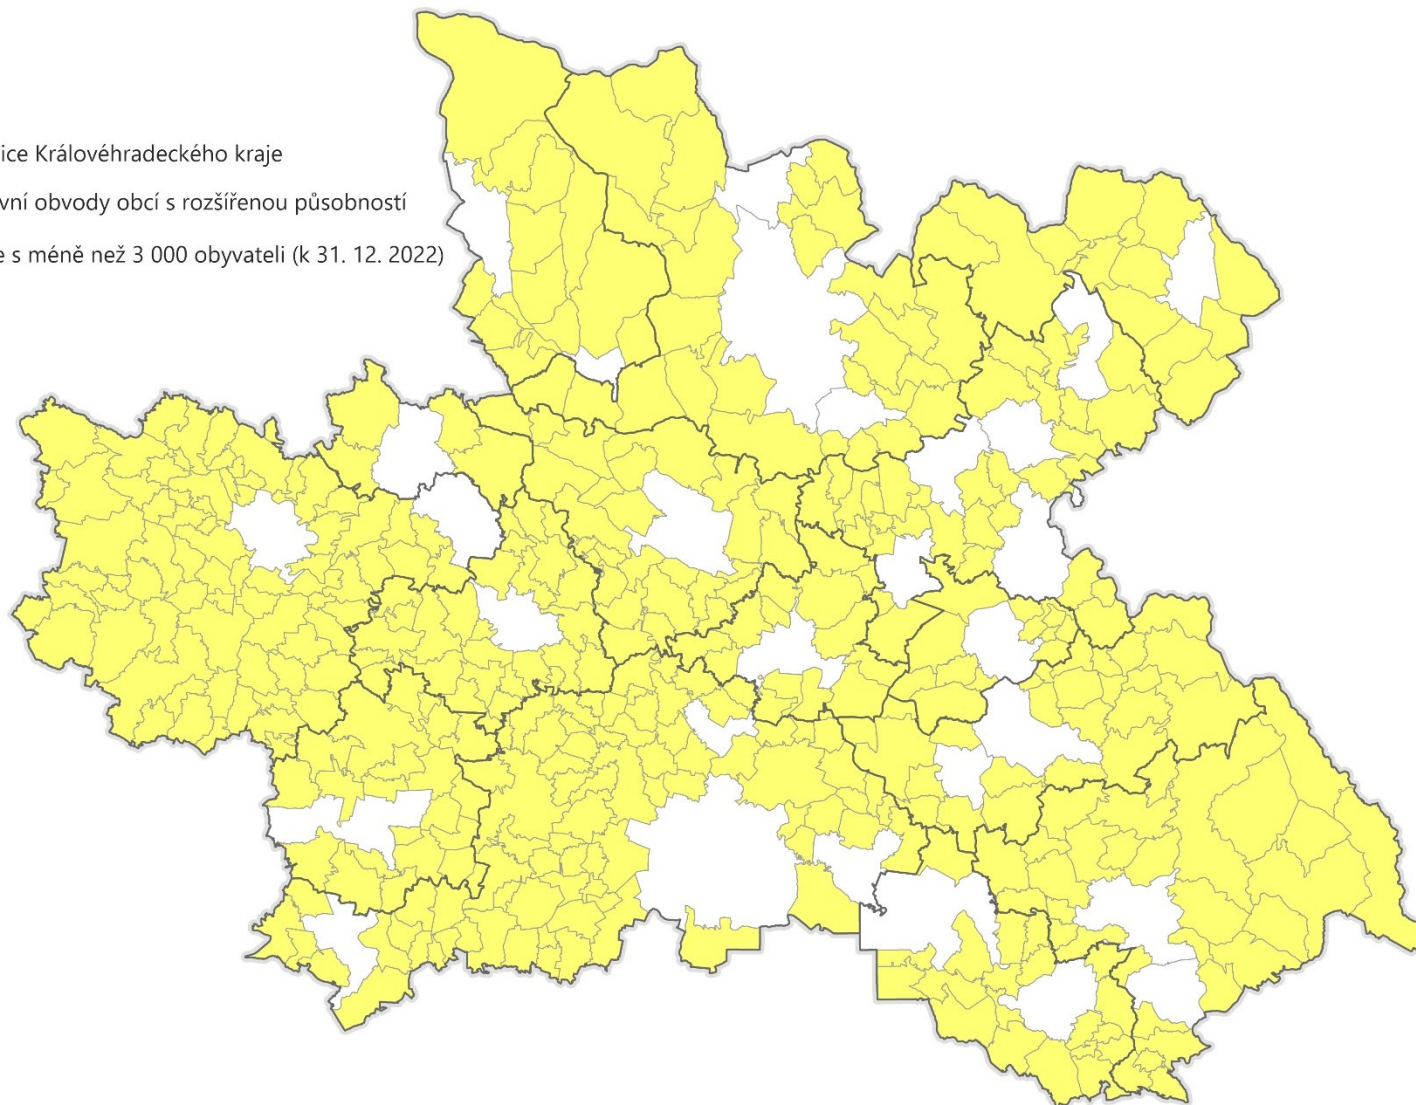 ice Královéhradeckého kraje
vní obvody obcí s rozšířenou působností
e s méně než 3 000 obyvateli (k 31. 12. 2022)